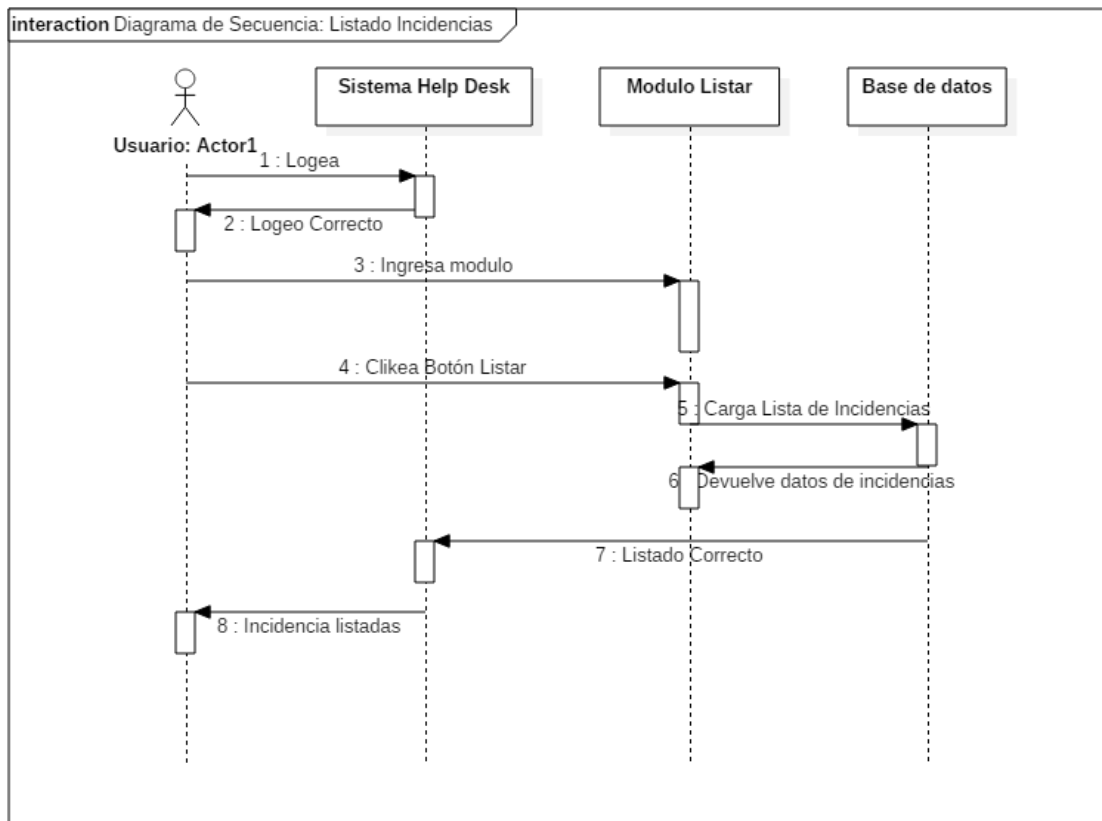 interaction Diagrama de Secuencia: Listado Incidencias
Sistema Help Desk
Modulo Listar
Base de datos
Usuario: Actor1
1 : Logea
2 : Logeo Correcto
3 : Ingresa modulo
4 : Clikea Botón Listar
5 : Carga Lista de Incidencias
6 : Devuelve datos de incidencias
7 : Listado Correcto
8 : Incidencia listadas